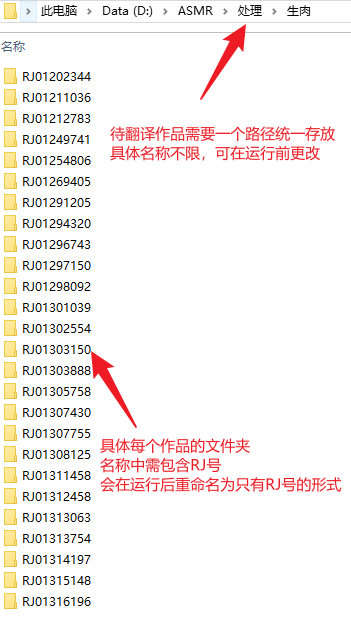 此电脑 > Data (D:) > ASMR > 处理 > 生肉
名称
RJ01202344
RJ01211036
RJ01212783
待翻译作品需要一个路径统一存放
具体名称不限，可在运行前更改
RJ01249741
RJ01254806
RJ01269405
RJ01291205
RJ01294320
RJ01296743
RJ01297150
RJ01298092
RJ01301039
RJ01302554
RJ01303150
RJ01303888
RJ01305758
RJ01307430
RJ01307755
具体每个作品的文件夹
名称中需包含RJ号
会在运行后重命名为只有RJ号的形式
RJ01308125
RJ01311458
RJ01312458
RJ01313063
RJ01313754
RJ01314197
RJ01315148
RJ01316196